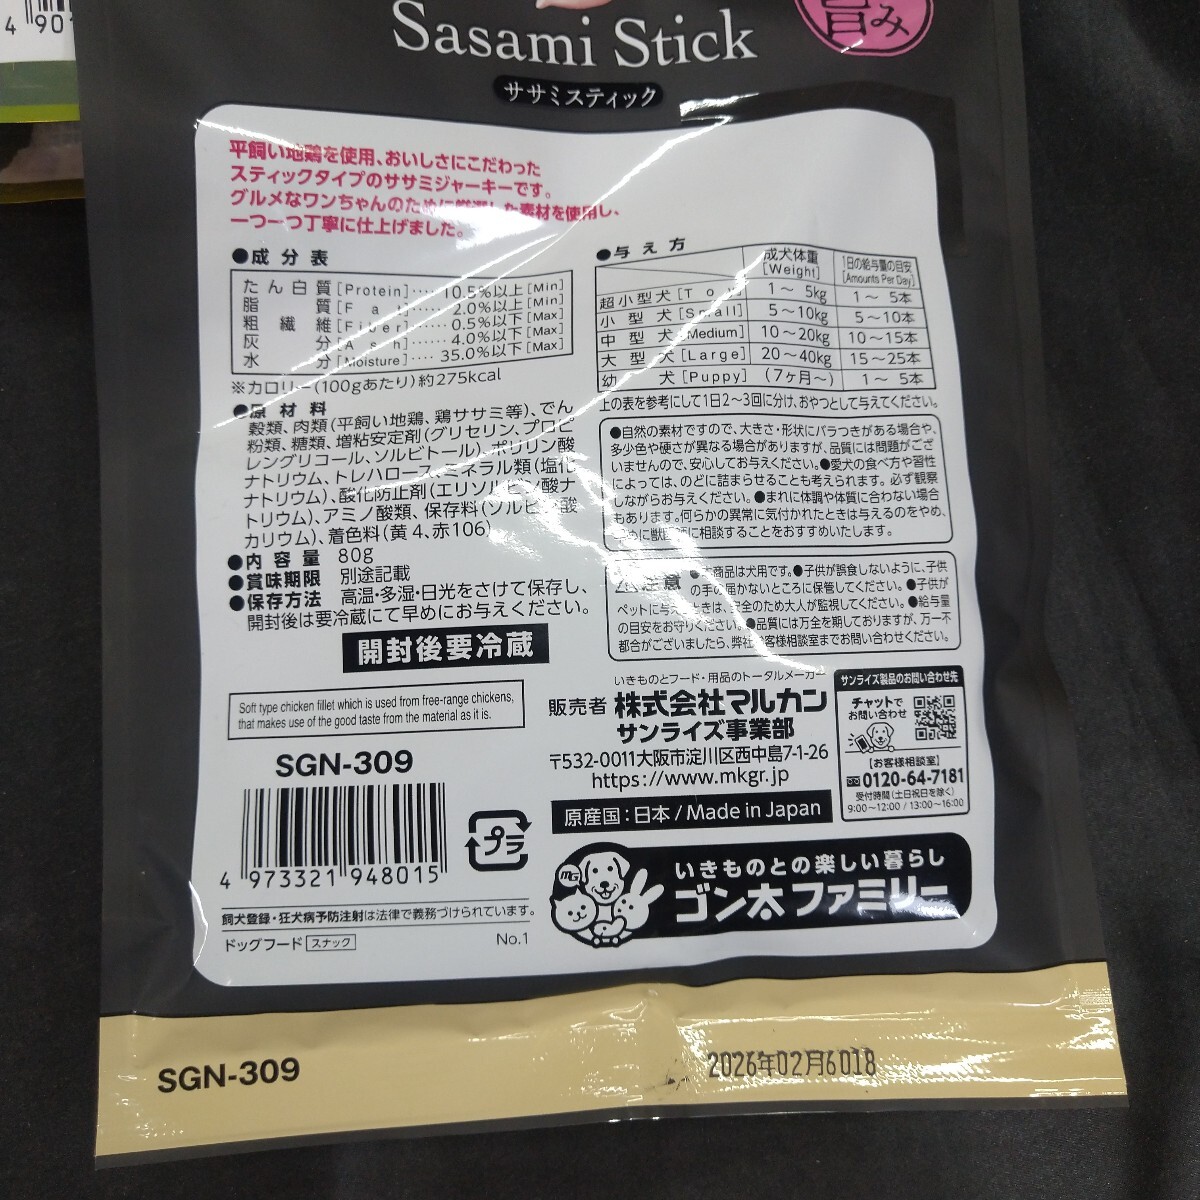 4 90
Sasami Stick
旨み
ササミスティック
平飼い地鶏を使用、おいしさにこだわった
スティックタイプのササミジャーキーです。
グルメなワンちゃんのために厳選した素材を使用し、
一つ一つ丁寧に仕上げました。
●成分表
たん白質[Protein]‥‥10.5%以上[Min]
脂質[Fat]‥‥2.0%以上[Min]
粗繊維[Fiber]‥‥0.5%以下[Max]
灰分[Ash]‥‥4.0%以下[Max]
水分[Moisture]‥‥35.0%以下[Max]
※カロリー(100gあたり)約275kcal
●原材料
穀類、肉類(平飼い地鶏、鶏ササミ等)、でん
粉類、糖類、増粘安定剤(グリセリン、プロピ
レングリコール、ソルビトール)、ポリリン酸
ナトリウム、トレハロース、ミネラル類(塩化
ナトリウム)、酸化防止剤(エリソルビン酸ナ
トリウム)、アミノ酸類、保存料(ソルビン酸
カリウム)、着色料(黄4、赤106)
●内容量 80g
●賞味期限 別途記載
●保存方法 高温・多湿・日光をさけて保存し、
開封後は要冷蔵にて早めにお与えください。
開封後要冷蔵
Soft type chicken fillet which is used from free-range chickens,
that makes use of the good taste from the material as it is.
SGN-309
4 973321 948015
プラ
飼犬登録・狂犬病予防注射は法律で義務づけられています。
ドッグフード スナック No.1
●与え方
成犬体重[Weight] 1日の給与量の目安[Amounts Per Day]
超小型犬[Toy] 1～5kg 1～5本
小型犬[Small] 5～10kg 5～10本
中型犬[Medium] 10～20kg 10～15本
大型犬[Large] 20～40kg 15～25本
幼犬[Puppy] (7ヶ月～) 1～5本
上の表を参考にして1日2～3回に分け、おやつとして与えてください。
●自然の素材ですので、大きさ・形状にバラつきがある場合や、
多少色や硬さが異なる場合がありますが、品質には問題がござ
いませんので、安心してお与えください。●愛犬の食べ方や習性
によっては、のどに詰まらせることも考えられます。必ず観察
しながらお与えください。●まれに体調や体質に合わない場合
もあります。何らかの異常に気付かれたときは与えるのをやめ、
早めに獣医師に相談することをおすすめいたします。
注意 ●本商品は犬用です。●子供が誤食しないように、子供
の手の届かないところに保管してください。●子供が
ペットに与えるときは、安全のため大人が監視してください。●給与量
の目安をお守りください。●品質には万全を期しておりますが、万一不
都合がございましたら、弊社お客様相談室までお問い合わせください。
いきものとフード・用品のトータルメーカー
販売者 株式会社マルカン
サンライズ事業部
〒532-0011大阪市淀川区西中島7-1-26
https://www.mkgr.jp
原産国：日本/Made in Japan
サンライズ製品のお問い合わせ先
チャットで
お問い合わせ
【お客様相談室】
0120-64-7181
受付時間(土日祝日を除く)
9:00～12:00 / 13:00～16:00
MG
いきものとの楽しい暮らし
ゴン太ファミリー
SGN-309
2026年02月6018